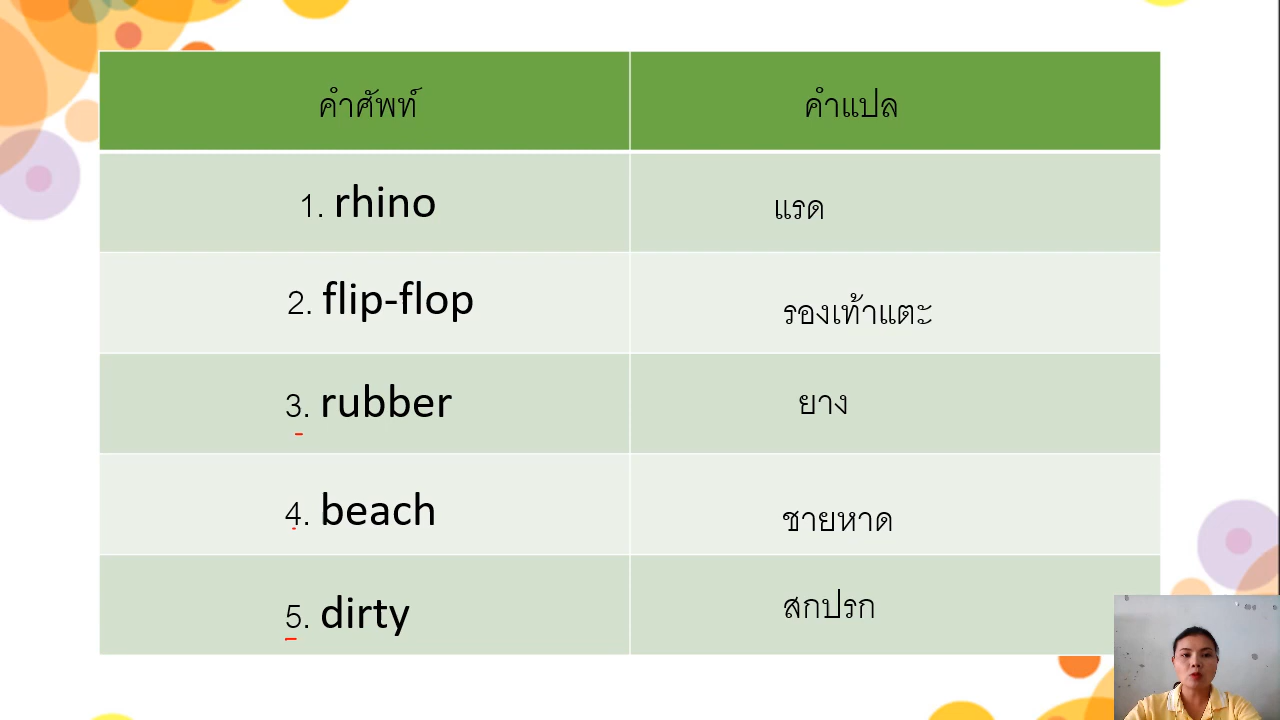 คำศัพท์ คำแปล
1. rhino แรด
2. flip-flop รองเท้าแตะ
3. rubber ยาง
4. beach ชายหาด
5. dirty สกปรก